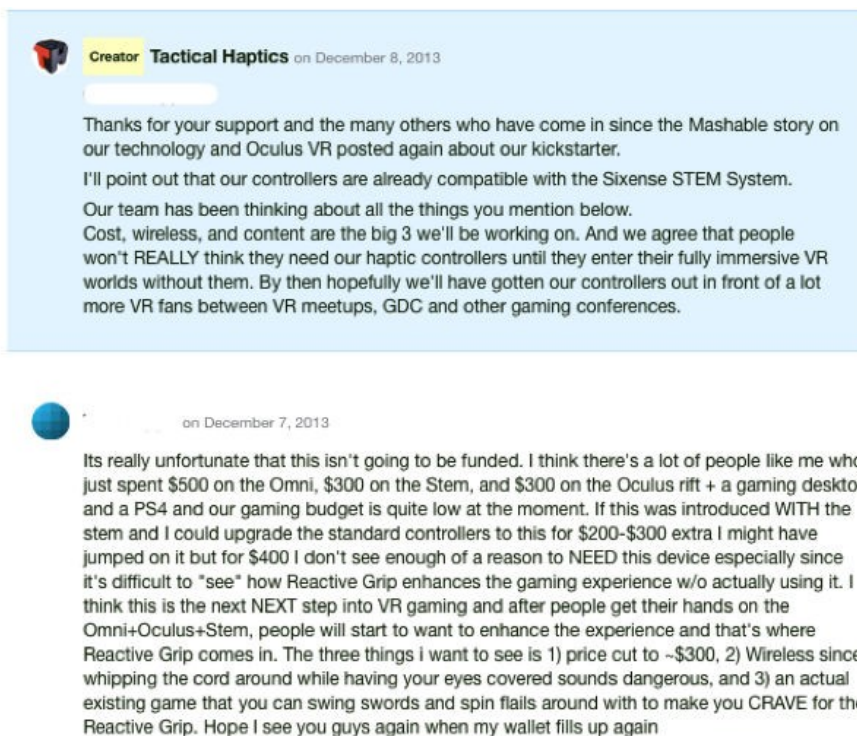 Creator Tactical Haptics on December 8, 2013
Thanks for your support and the many others who have come in since the Mashable story on
our technology and Oculus VR posted again about our kickstarter.
I'll point out that our controllers are already compatible with the Sixense STEM System.
Our team has been thinking about all the things you mention below.
Cost, wireless, and content are the big 3 we'll be working on. And we agree that people
won't REALLY think they need our haptic controllers until they enter their fully immersive VR
worlds without them. By then hopefully we'll have gotten our controllers out in front of a lot
more VR fans between VR meetups, GDC and other gaming conferences.
on December 7, 2013
Its really unfortunate that this isn't going to be funded. I think there's a lot of people like me who
just spent $500 on the Omni, $300 on the Stem, and $300 on the Oculus rift + a gaming deskto
and a PS4 and our gaming budget is quite low at the moment. If this was introduced WITH the
stem and I could upgrade the standard controllers to this for $200-$300 extra I might have
jumped on it but for $400 I don't see enough of a reason to NEED this device especially since
it's difficult to "see" how Reactive Grip enhances the gaming experience w/o actually using it. I
think this is the next NEXT step into VR gaming and after people get their hands on the
Omni+Oculus+Stem, people will start to want to enhance the experience and that's where
Reactive Grip comes in. The three things i want to see is 1) price cut to ~$300, 2) Wireless since
whipping the cord around while having your eyes covered sounds dangerous, and 3) an actual
existing game that you can swing swords and spin flails around with to make you CRAVE for the
Reactive Grip. Hope I see you guys again when my wallet fills up again